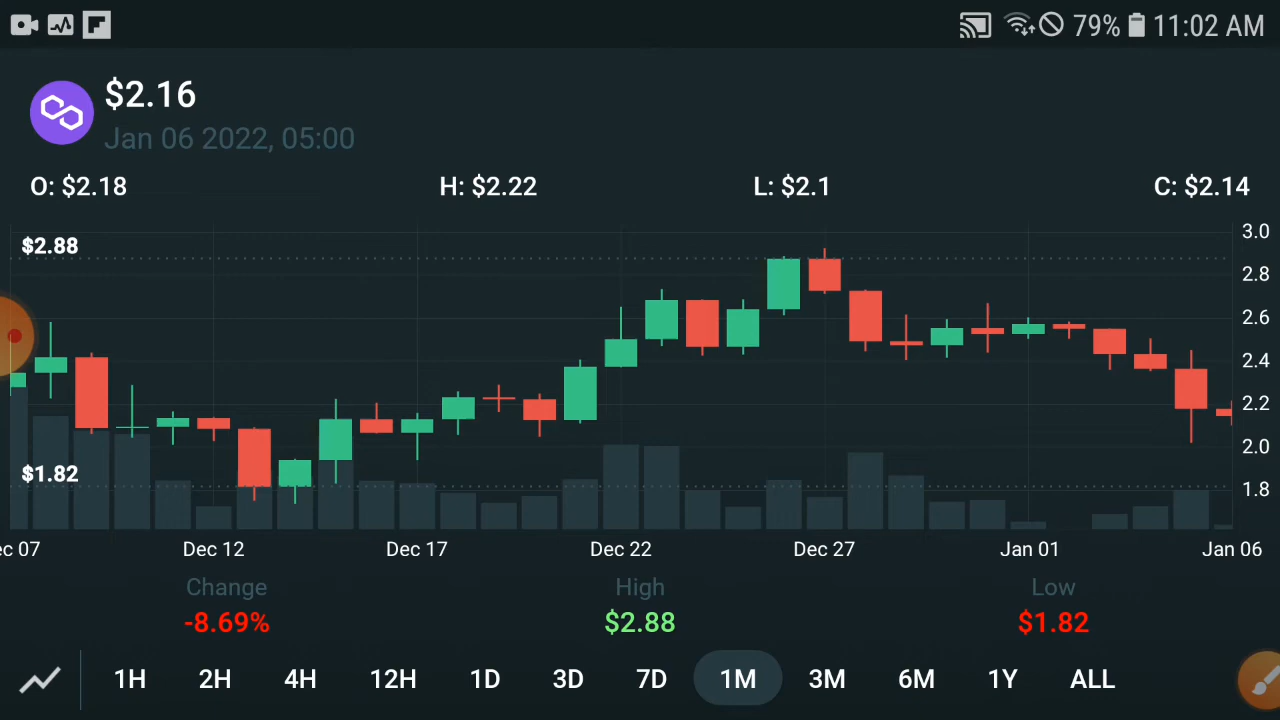 79% 11:02 AM
$2.16
Jan 06 2022, 05:00
O: $2.18 H: $2.22 L: $2.1 C: $2.14
3.0
$2.88
2.8
2.6
2.4
2.2
2.0
$1.82
1.8
ec 07 Dec 12 Dec 17 Dec 22 Dec 27 Jan 01 Jan 06
Change High Low
-8.69% $2.88 $1.82
1H 2H 4H 12H 1D 3D 7D 1M 3M 6M 1Y ALL